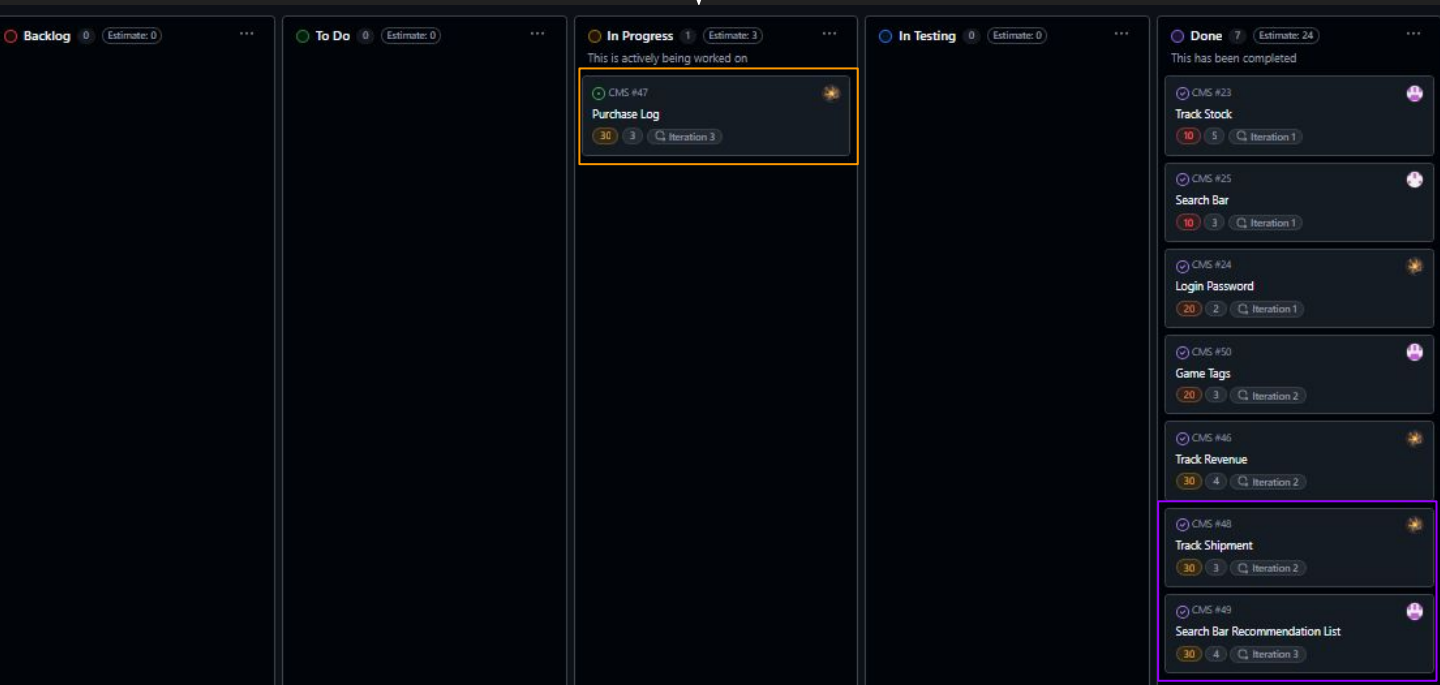 Backlog 0 Estimate: 0 ...
To Do 0 Estimate: 0 ...
In Progress 1 Estimate: 3 ...
This is actively being worked on
CMS #47
Purchase Log
30 3 Iteration 3
In Testing 0 Estimate: 0 ...
Done 7 Estimate: 24 ...
This has been completed
CMS #23
Track Stock
10 5 Iteration 1
CMS #25
Search Bar
10 3 Iteration 1
CMS #24
Login Password
20 2 Iteration 1
CMS #50
Game Tags
20 3 Iteration 2
CMS #46
Track Revenue
30 4 Iteration 2
CMS #48
Track Shipment
30 3 Iteration 2
CMS #49
Search Bar Recommendation List
30 4 Iteration 3